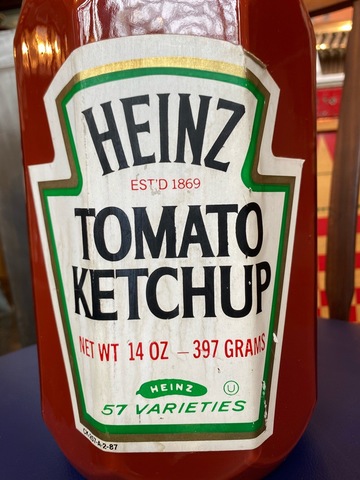 HEINZ
EST'D 1869
TOMATO
KETCHUP
NET WT 14 OZ – 397 GRAMS
HEINZ
U
57 VARIETIES